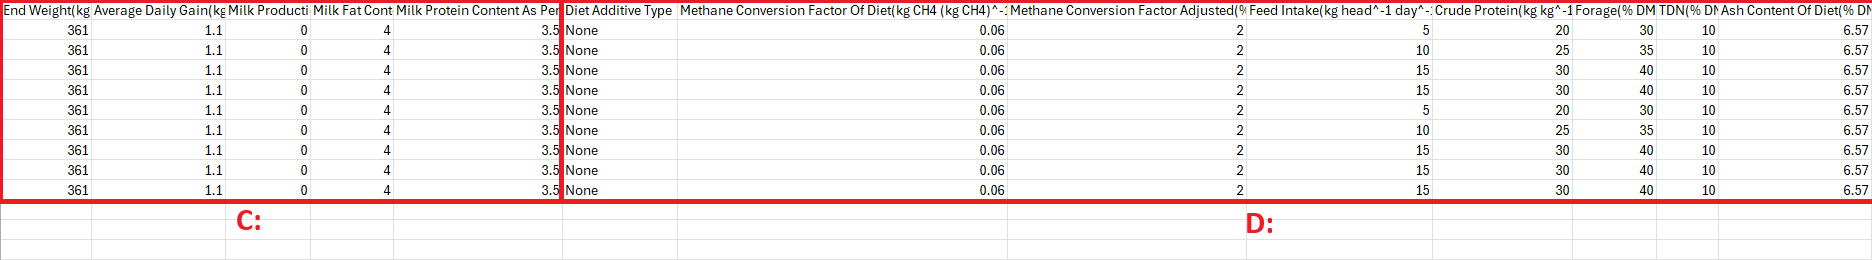 End Weight(kg Average Daily Gain(kg Milk Producti Milk Fat Cont Milk Protein Content As Per Diet Additive Type Methane Conversion Factor Of Diet(kg CH4 (kg CH4)^-1 Methane Conversion Factor Adjusted(% Feed Intake(kg head^-1 day^-1 Crude Protein(kg kg^-1 Forage(% DM TDN(% DM Ash Content Of Diet(% DM
361 1.1 0 4 3.5 None 0.06 2 5 20 30 10 6.57
361 1.1 0 4 3.5 None 0.06 2 10 25 35 10 6.57
361 1.1 0 4 3.5 None 0.06 2 15 30 40 10 6.57
361 1.1 0 4 3.5 None 0.06 2 15 30 40 10 6.57
361 1.1 0 4 3.5 None 0.06 2 5 20 30 10 6.57
361 1.1 0 4 3.5 None 0.06 2 10 25 35 10 6.57
361 1.1 0 4 3.5 None 0.06 2 15 30 40 10 6.57
361 1.1 0 4 3.5 None 0.06 2 15 30 40 10 6.57
361 1.1 0 4 3.5 None 0.06 2 15 30 40 10 6.57
C: D: